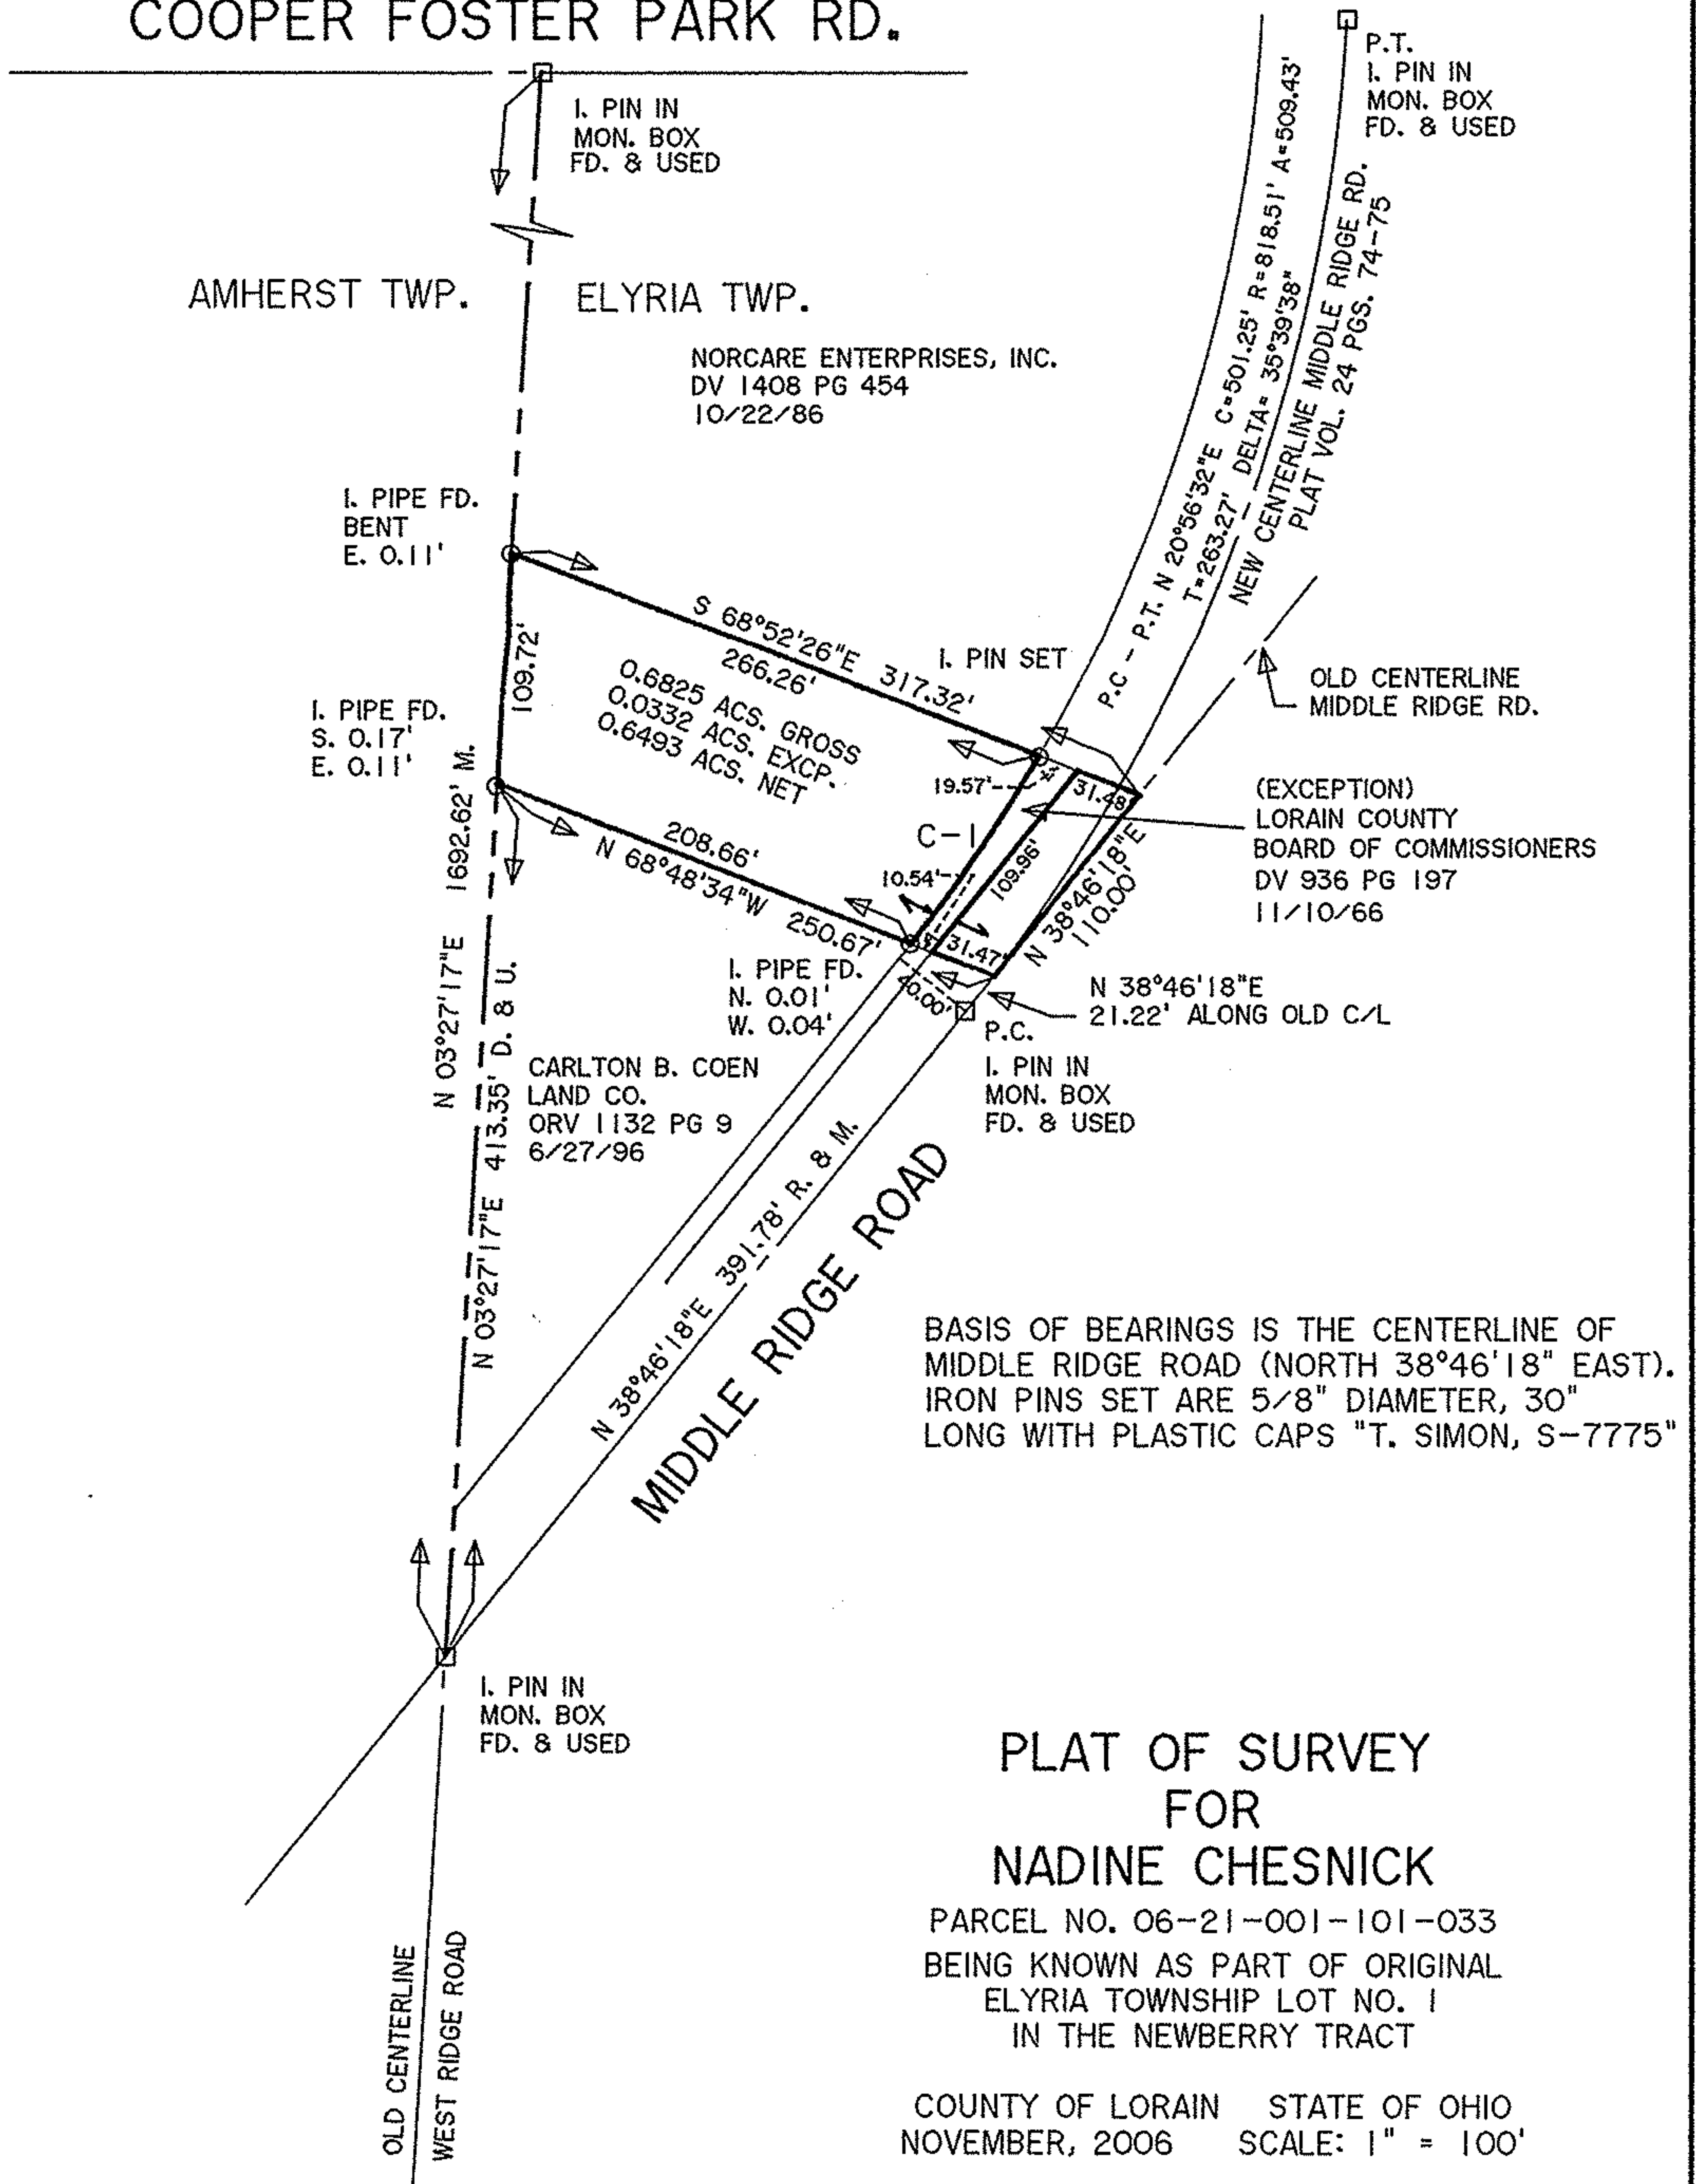 COOPER FOSTER PARK RD.
I. PIN IN
MON. BOX
FD. & USED
P.T.
I. PIN IN
MON. BOX
FD. & USED
AMHERST TWP.
ELYRIA TWP.
NORCARE ENTERPRISES, INC.
DV 1408 PG 454
10/22/86
P.C - P.T. N 20°56'32"E C=501.25' R=818.51' A=509.43'
T=263.27' DELTA= 35°39'38"
NEW CENTERLINE MIDDLE RIDGE RD.
PLAT VOL. 24 PGS. 74-75
I. PIPE FD.
BENT
E. 0.11'
109.72'
S 68°52'26"E 317.32'
266.26'
I. PIN SET
0.6825 ACS. GROSS
0.0332 ACS. EXCP.
0.6493 ACS. NET
OLD CENTERLINE
MIDDLE RIDGE RD.
I. PIPE FD.
S. 0.17'
E. 0.11'
19.57'
31.48'
(EXCEPTION)
LORAIN COUNTY
BOARD OF COMMISSIONERS
DV 936 PG 197
11/10/66
C-1
208.66'
N 68°48'34"W 250.67'
10.54'
109.96'
N 38°46'18"E
110.00'
31.47'
I. PIPE FD.
N. 0.01'
W. 0.04'
40.00'
N 38°46'18"E
21.22' ALONG OLD C/L
P.C.
I. PIN IN
MON. BOX
FD. & USED
N 03°27'17"E 1692.62' M.
N 03°27'17"E 413.35' D. & U.
CARLTON B. COEN
LAND CO.
ORV 1132 PG 9
6/27/96
N 38°46'18"E 391.78' R. & M.
MIDDLE RIDGE ROAD
BASIS OF BEARINGS IS THE CENTERLINE OF
MIDDLE RIDGE ROAD (NORTH 38°46'18" EAST).
IRON PINS SET ARE 5/8" DIAMETER, 30"
LONG WITH PLASTIC CAPS "T. SIMON, S-7775"
I. PIN IN
MON. BOX
FD. & USED
OLD CENTERLINE
WEST RIDGE ROAD
PLAT OF SURVEY
FOR
NADINE CHESNICK
PARCEL NO. 06-21-001-101-033
BEING KNOWN AS PART OF ORIGINAL
ELYRIA TOWNSHIP LOT NO. 1
IN THE NEWBERRY TRACT
COUNTY OF LORAIN STATE OF OHIO
NOVEMBER, 2006 SCALE: 1" = 100'